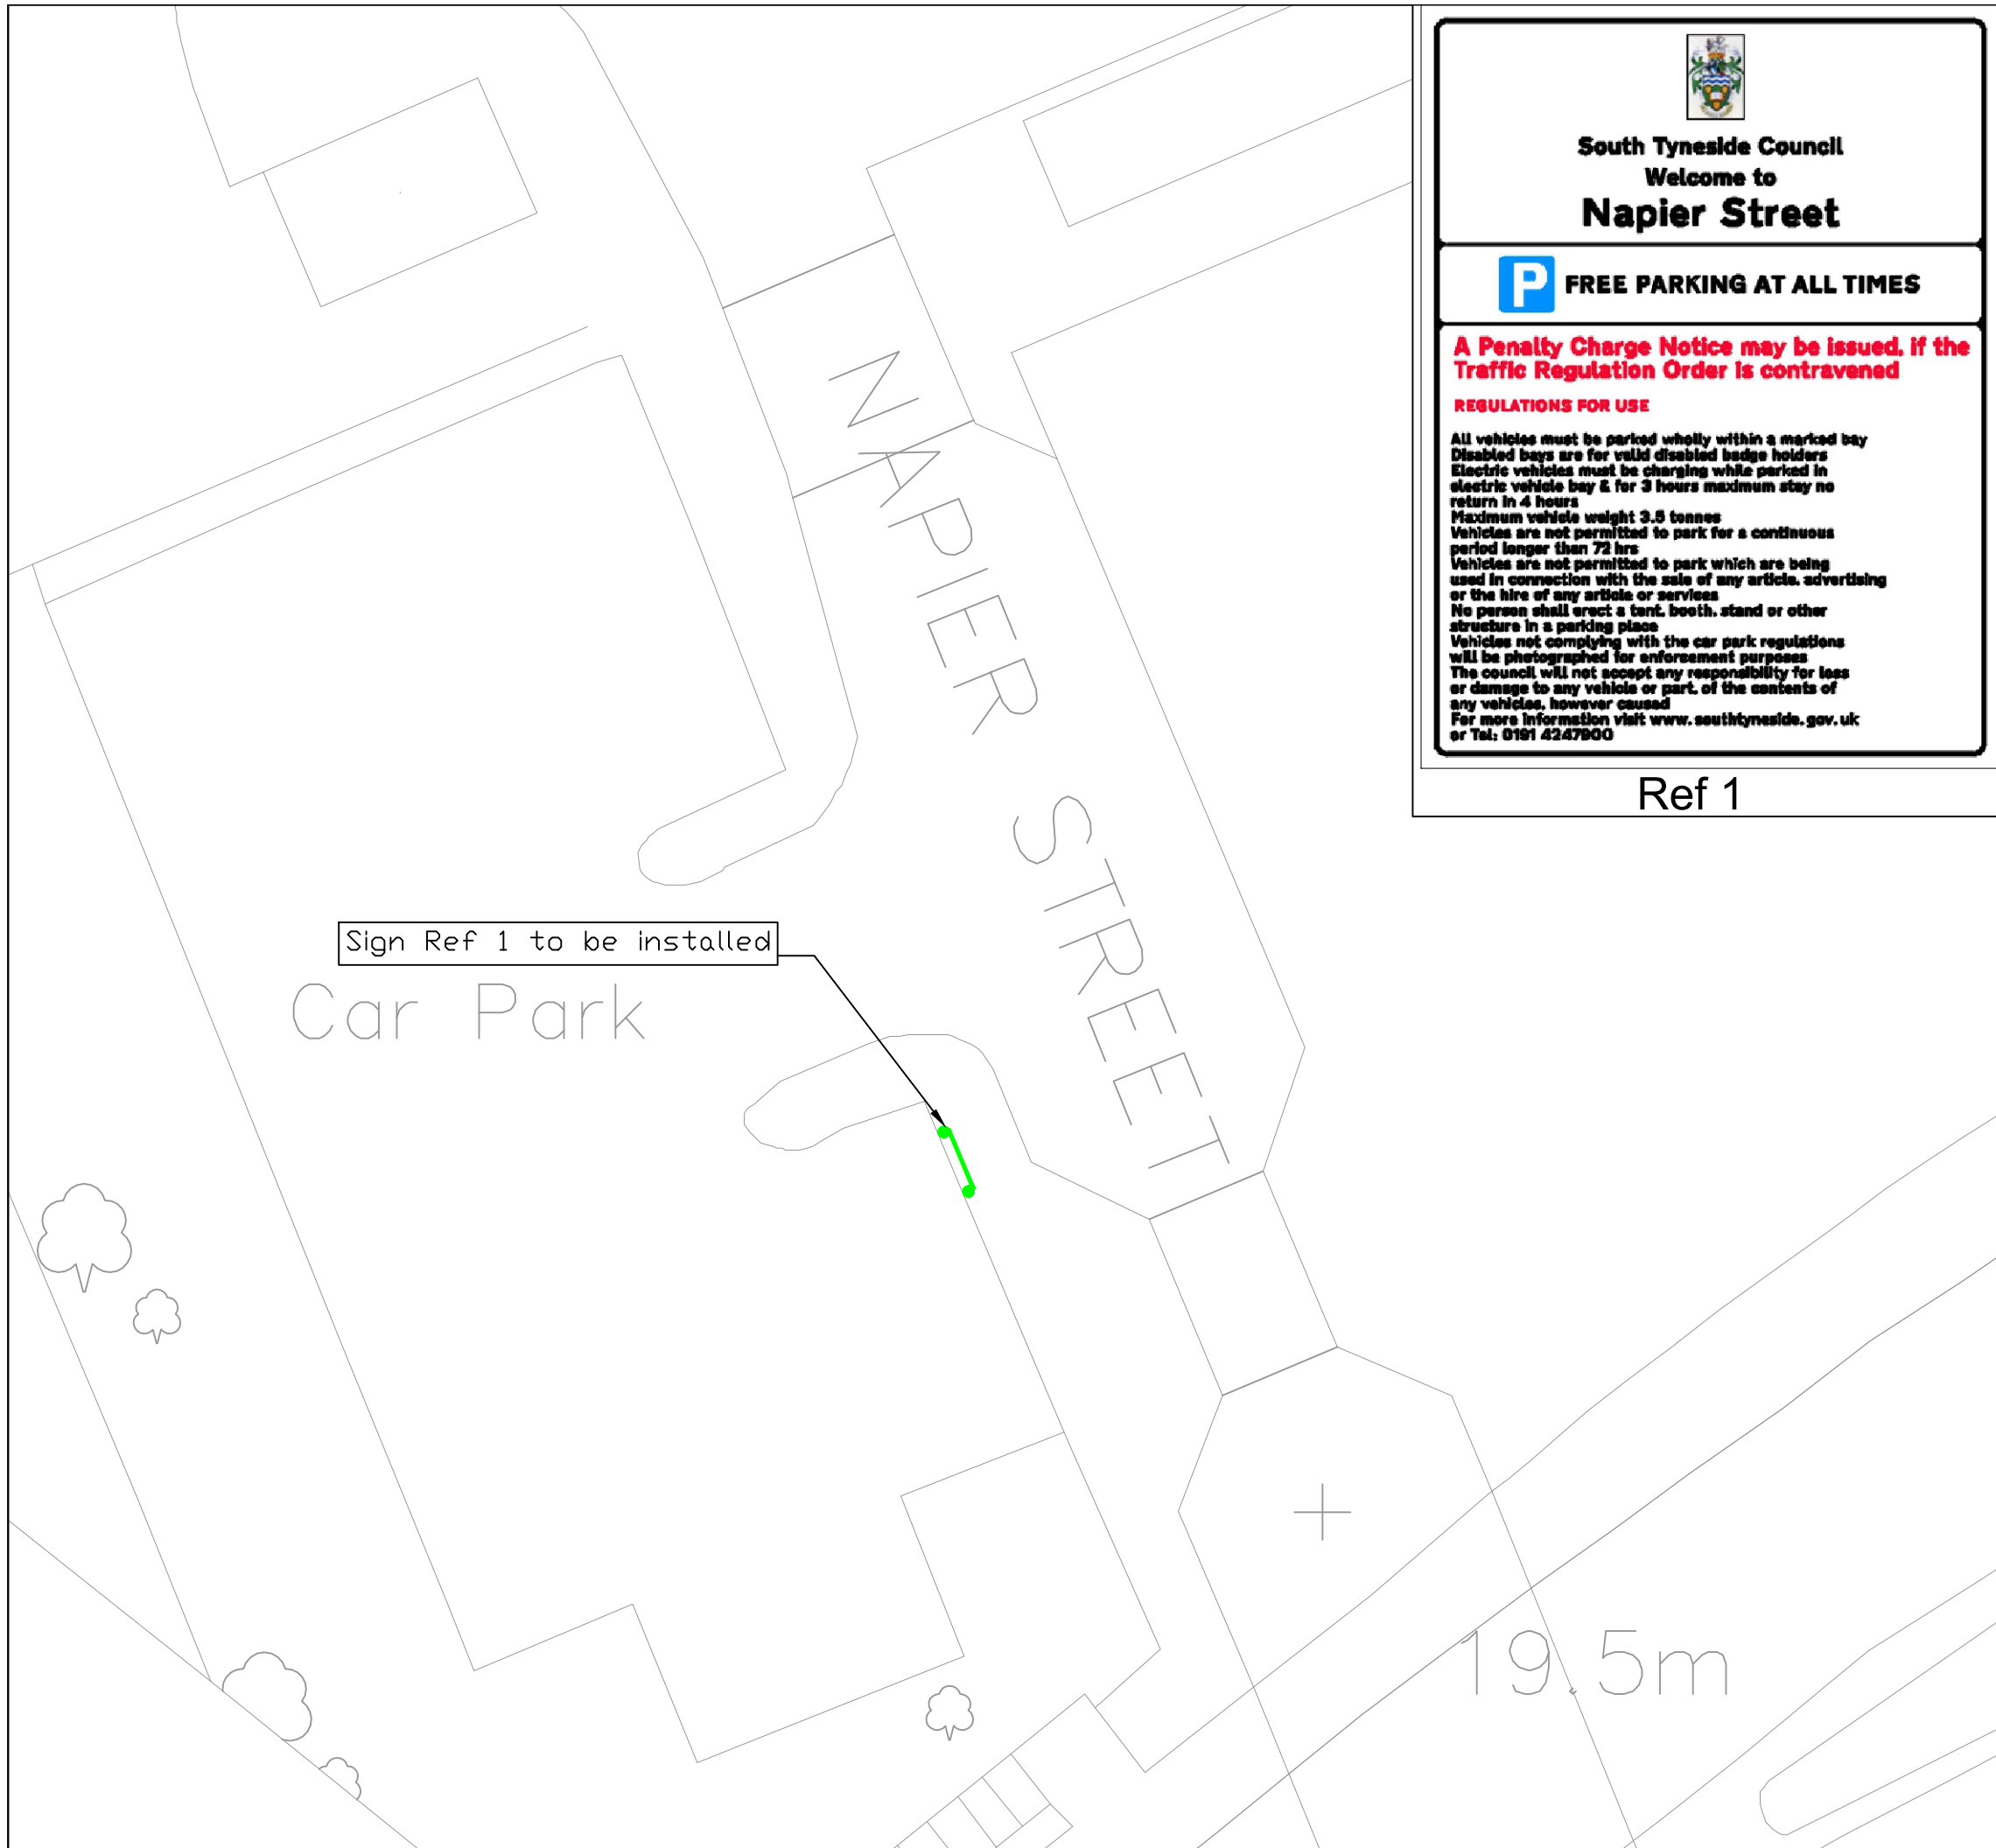 South Tyneside Council
Welcome to
Napier Street
P FREE PARKING AT ALL TIMES
A Penalty Charge Notice may be issued, if the
Traffic Regulation Order is contravened
REGULATIONS FOR USE
All vehicles must be parked wholly within a marked bay
Disabled bays are for valid disabled badge holders
Electric vehicles must be charging while parked in
electric vehicle bay & for 3 hours maximum stay no
return in 4 hours
Maximum vehicle weight 3.5 tonnes
Vehicles are not permitted to park for a continuous
period longer than 72 hrs
Vehicles are not permitted to park which are being
used in connection with the sale of any article, advertising
or the hire of any article or services
No person shall erect a tent, booth, stand or other
structure in a parking place
Vehicles not complying with the car park regulations
will be photographed for enforcement purposes
The council will not accept any responsibility for loss
or damage to any vehicle or part, of the contents of
any vehicles, however caused
For more information visit www.southtyneside.gov.uk
or Tel: 0191 4247900
Ref 1
NAPIER STREET
Sign Ref 1 to be installed
Car Park
19.5m